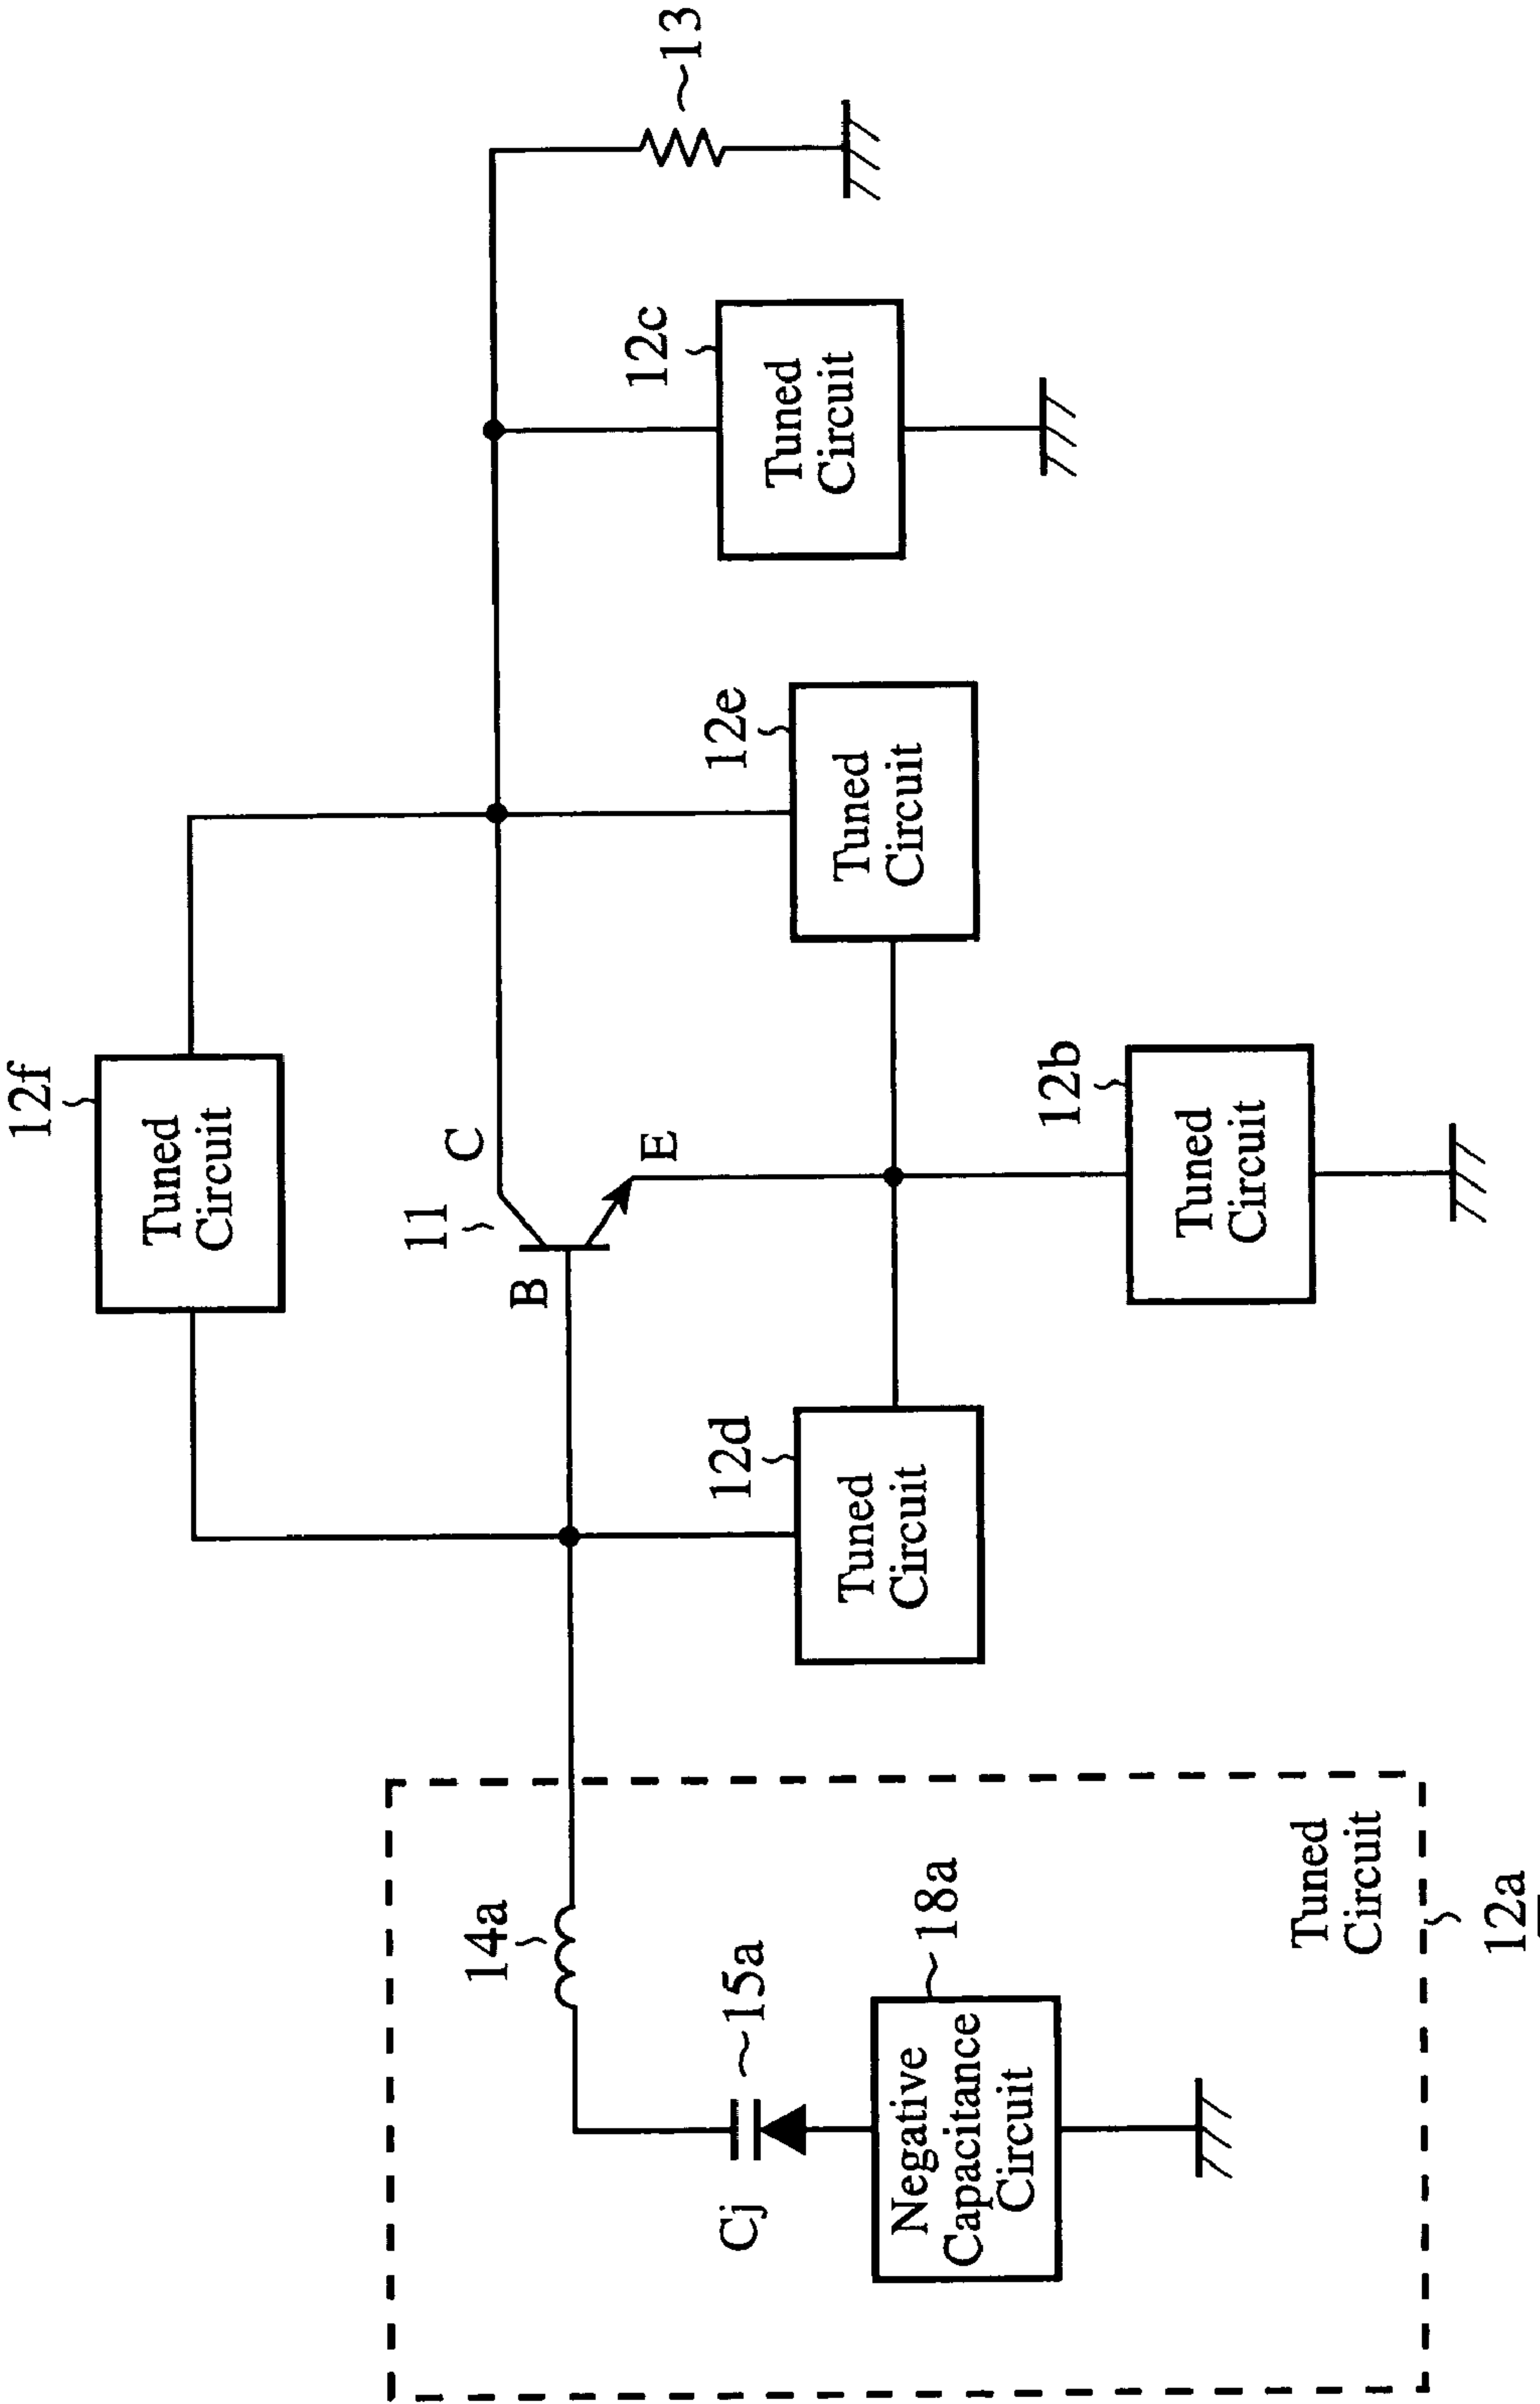 12f
Tuned
Circuit
11
C
B
E
13
12c
Tuned
Circuit
12e
Tuned
Circuit
12d
Tuned
Circuit
12b
Tuned
Circuit
14a
Cj
15a
18a
Negative
Capacitance
Circuit
Tuned
Circuit
12a